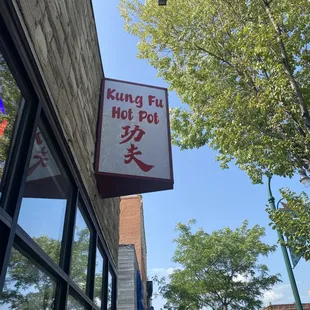 Kung Fu
Hot Pot
功
夫